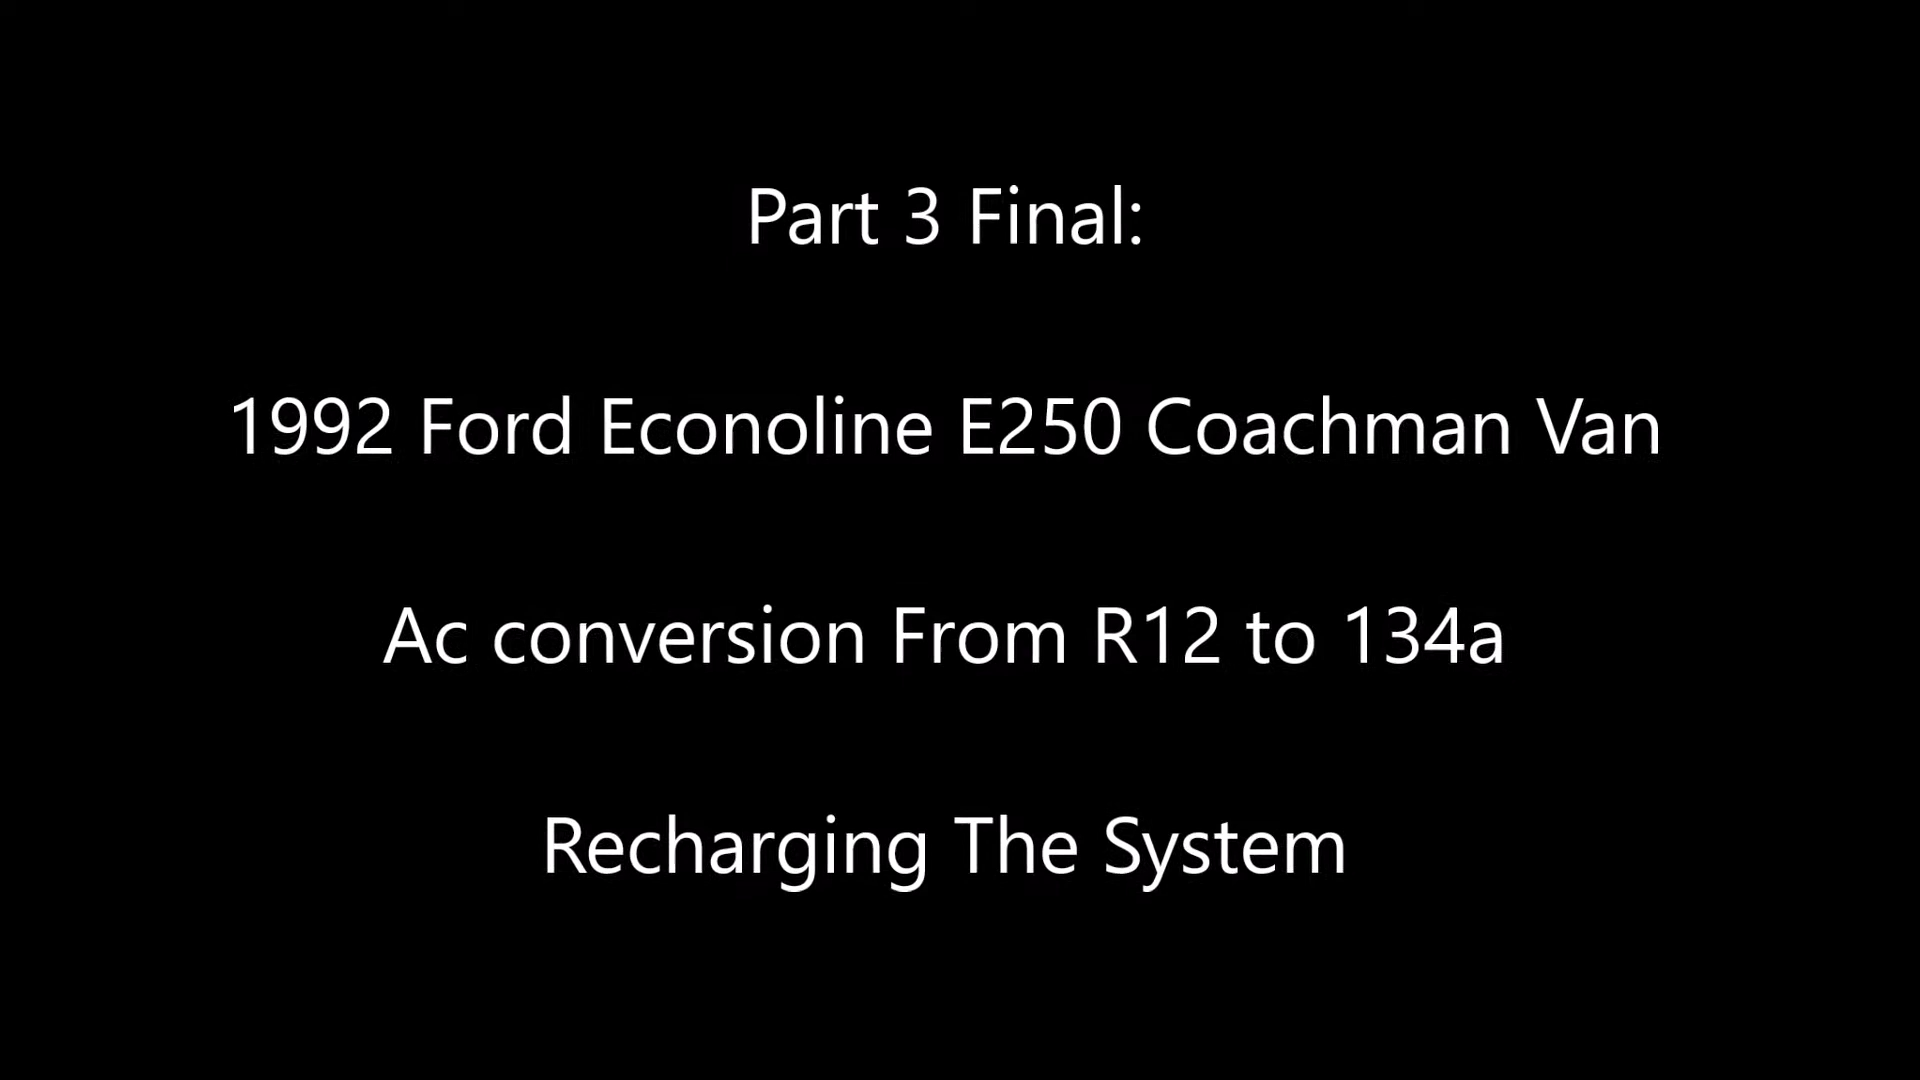 Part 3 Final:
1992 Ford Econoline E250 Coachman Van
Ac conversion From R12 to 134a
Recharging The System